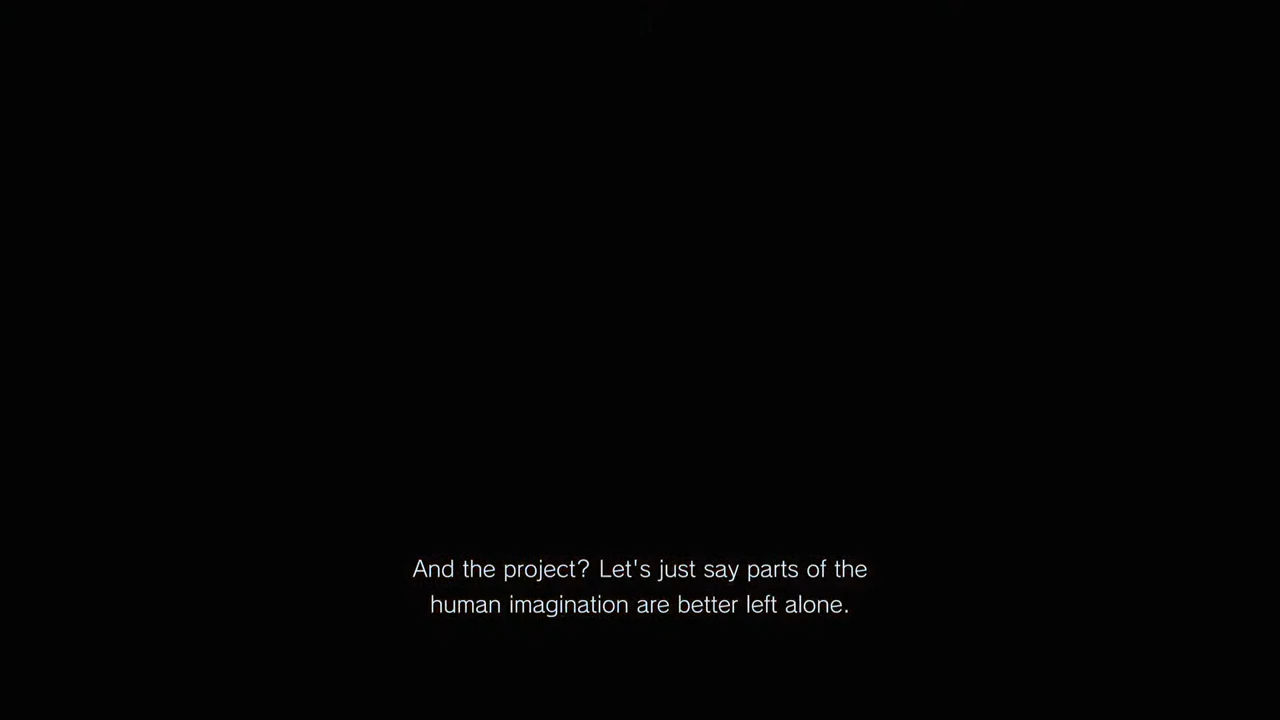 And the project? Let's just say parts of the
human imagination are better left alone.